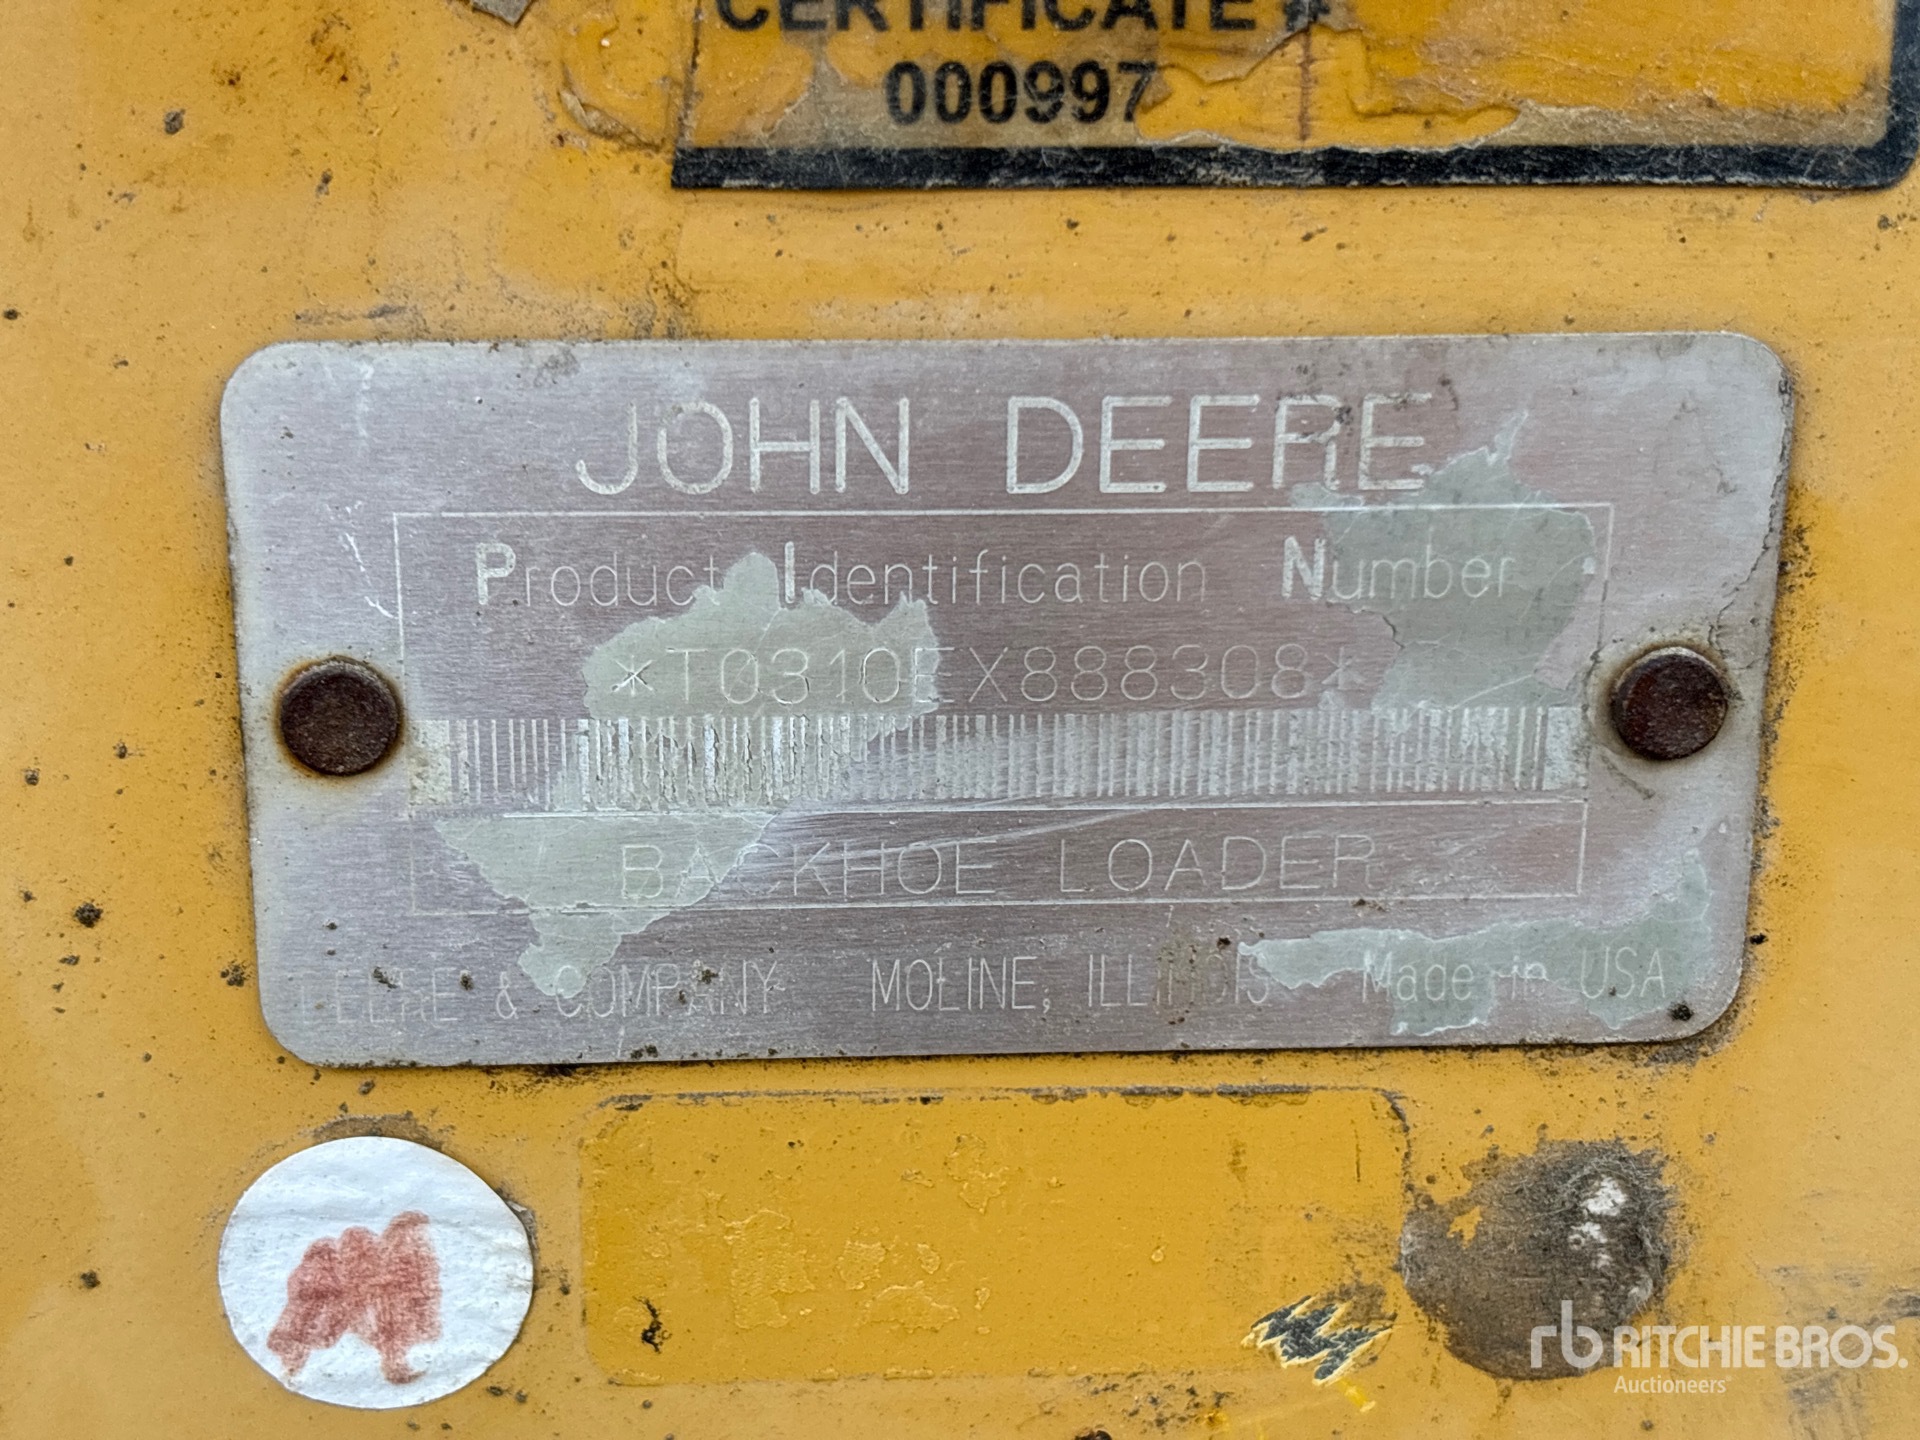 CERTIFICATE #
000997
JOHN DEERE
Product Identification Number
*T0310EX888308*
BACKHOE LOADER
DEERE & COMPANY MOLINE, ILLINOIS Made in USA
rb RITCHIE BROS.
Auctioneers